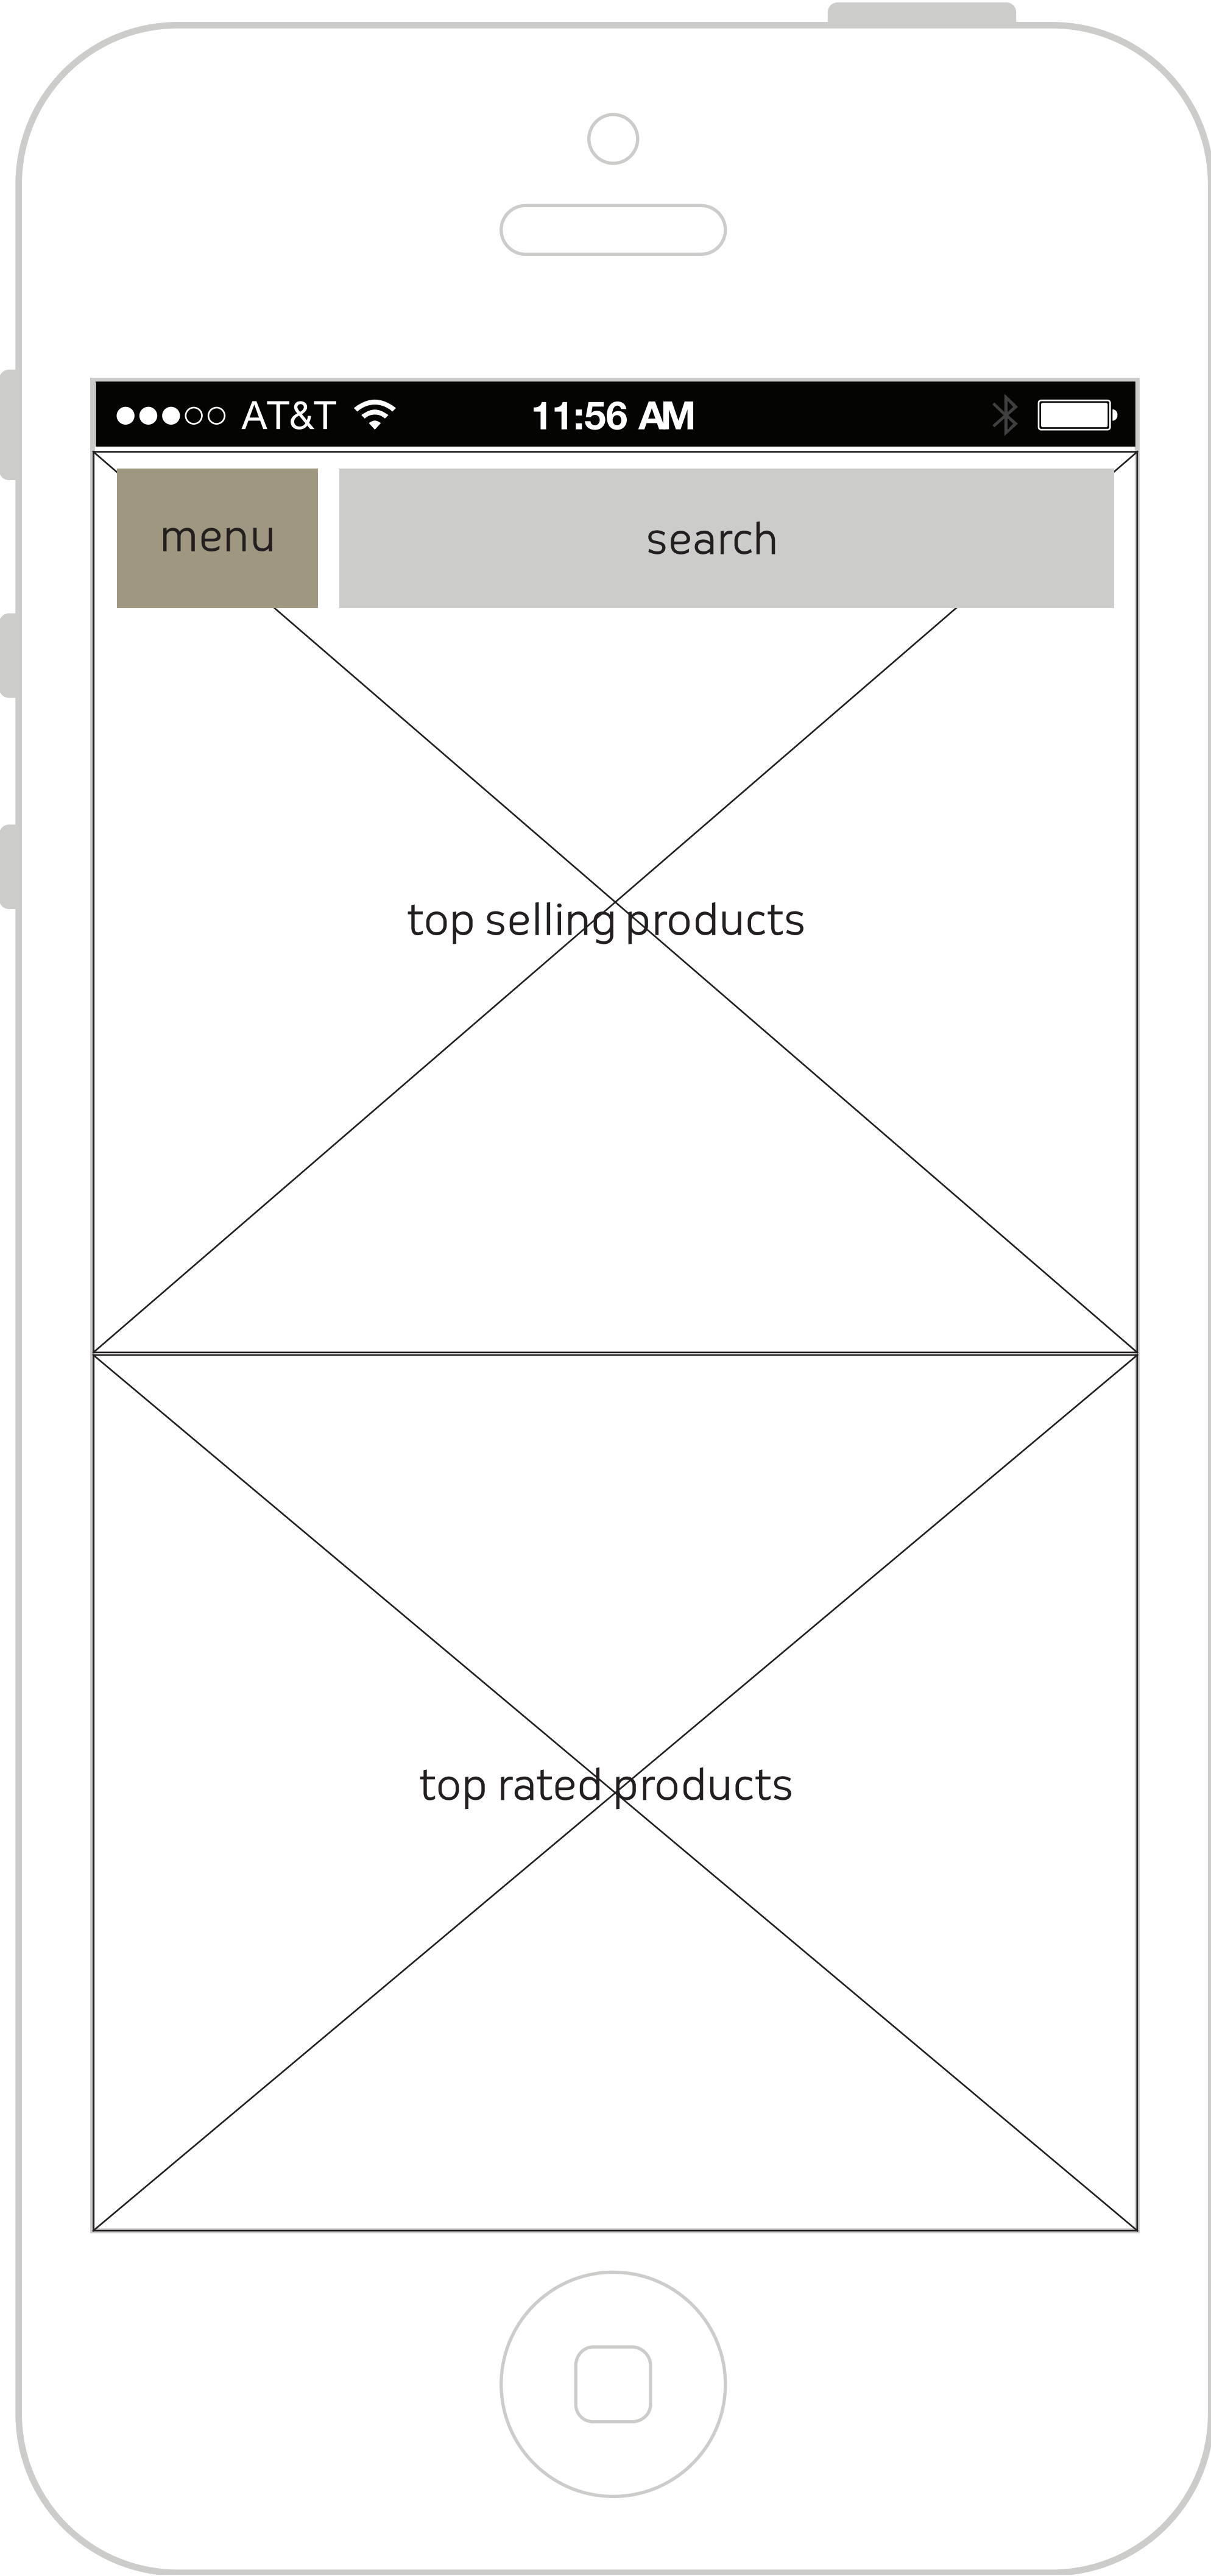 AT&T 11:56 AM
menu search
top selling products
top rated products